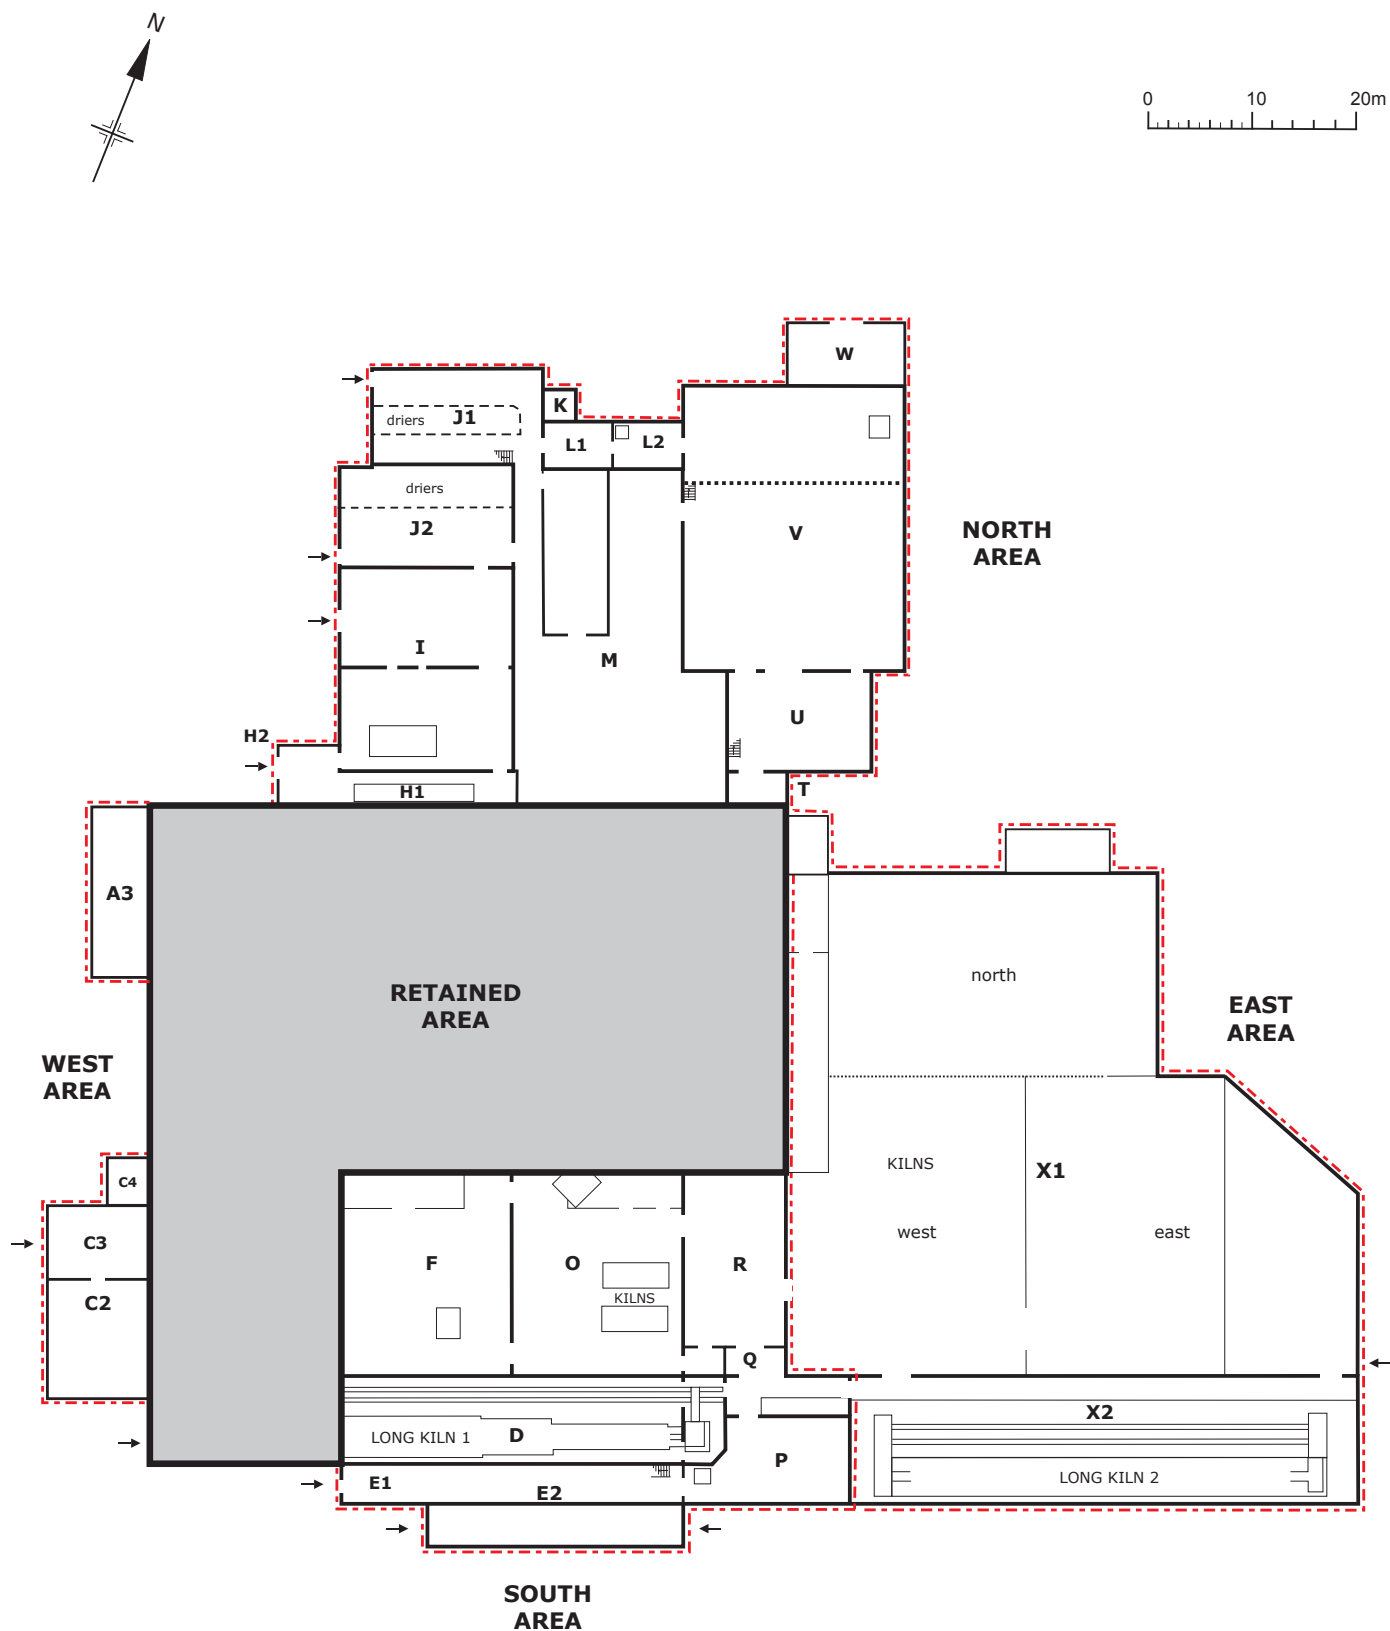 N
0 10 20m
W
K
driers J1
L1 L2
driers
J2
V
NORTH
AREA
I
M
U
H2
T
H1
A3
north
RETAINED
AREA
EAST
AREA
WEST
AREA
KILNS
X1
C4
west
east
C3
F
O
R
C2
KILNS
Q
X2
LONG KILN 1 D
P
LONG KILN 2
E1
E2
SOUTH
AREA